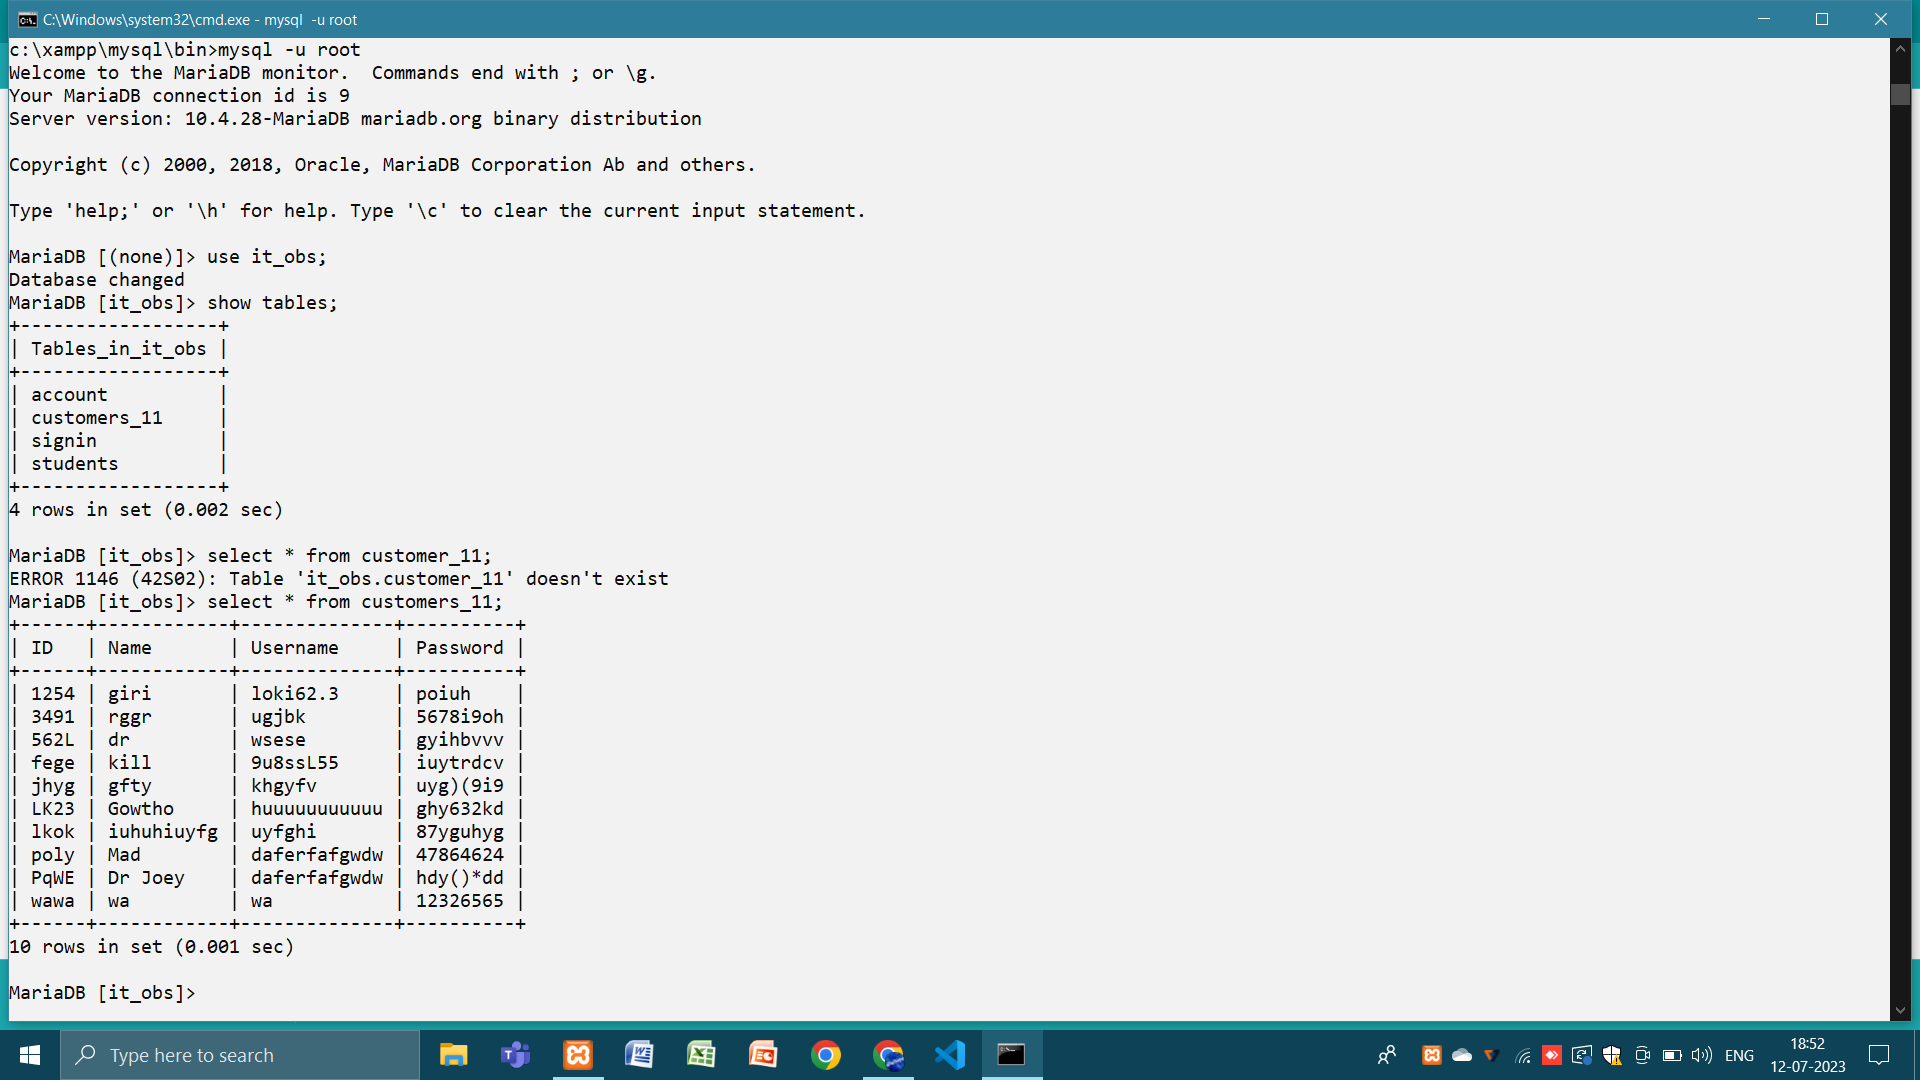 C:\Windows\system32\cmd.exe - mysql  -u root
c:\xampp\mysql\bin>mysql -u root
Welcome to the MariaDB monitor.  Commands end with ; or \g.
Your MariaDB connection id is 9
Server version: 10.4.28-MariaDB mariadb.org binary distribution

Copyright (c) 2000, 2018, Oracle, MariaDB Corporation Ab and others.

Type 'help;' or '\h' for help. Type '\c' to clear the current input statement.

MariaDB [(none)]> use it_obs;
Database changed
MariaDB [it_obs]> show tables;
+------------------+
| Tables_in_it_obs |
+------------------+
| account          |
| customers_11     |
| signin           |
| students         |
+------------------+
4 rows in set (0.002 sec)

MariaDB [it_obs]> select * from customer_11;
ERROR 1146 (42S02): Table 'it_obs.customer_11' doesn't exist
MariaDB [it_obs]> select * from customers_11;
+------+------------+--------------+----------+
| ID   | Name       | Username     | Password |
+------+------------+--------------+----------+
| 1254 | giri       | loki62.3     | poiuh    |
| 3491 | rggr       | ugjbk        | 5678i9oh |
| 562L | dr         | wsese        | gyihbvvv |
| fege | kill       | 9u8ssL55     | iuytrdcv |
| jhyg | gfty       | khgyfv       | uyg)(9i9 |
| LK23 | Gowtho     | huuuuuuuuuuu | ghy632kd |
| lkok | iuhuhiuyfg | uyfghi       | 87yguhyg |
| poly | Mad        | daferfafgwdw | 47864624 |
| PqWE | Dr Joey    | daferfafgwdw | hdy()*dd |
| wawa | wa         | wa           | 12326565 |
+------+------------+--------------+----------+
10 rows in set (0.001 sec)

MariaDB [it_obs]>
Type here to search
ENG
18:52
12-07-2023